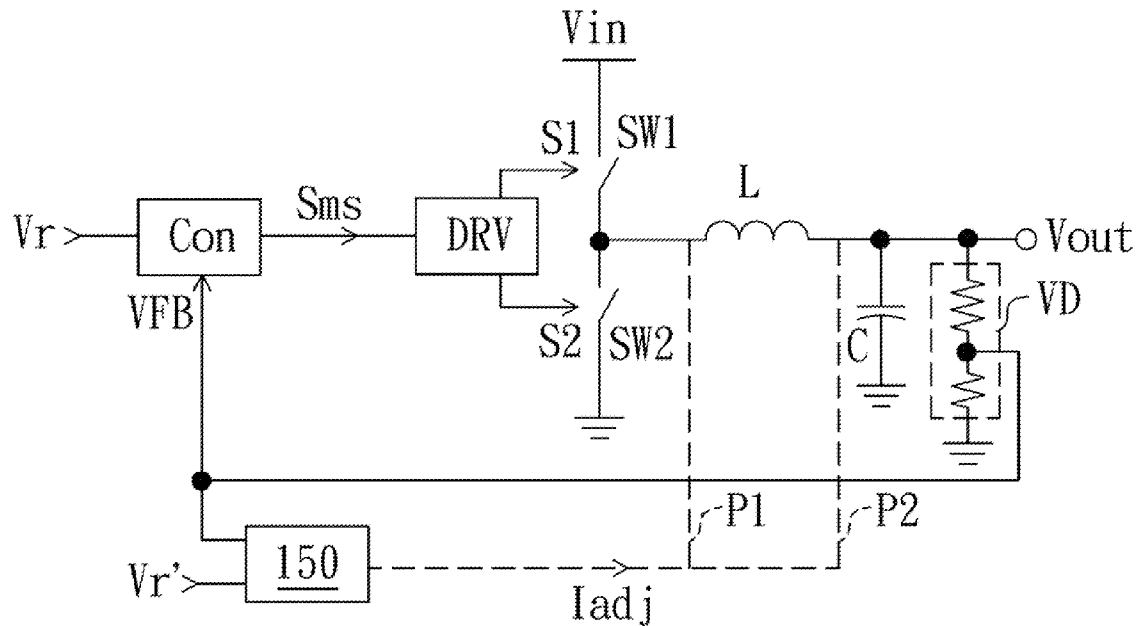 Vin
S1
SW1
L
Vr
Con
Sms
DRV
Vout
VFB
S2
SW2
C
VD
P1
P2
150
Vr'
Iadj